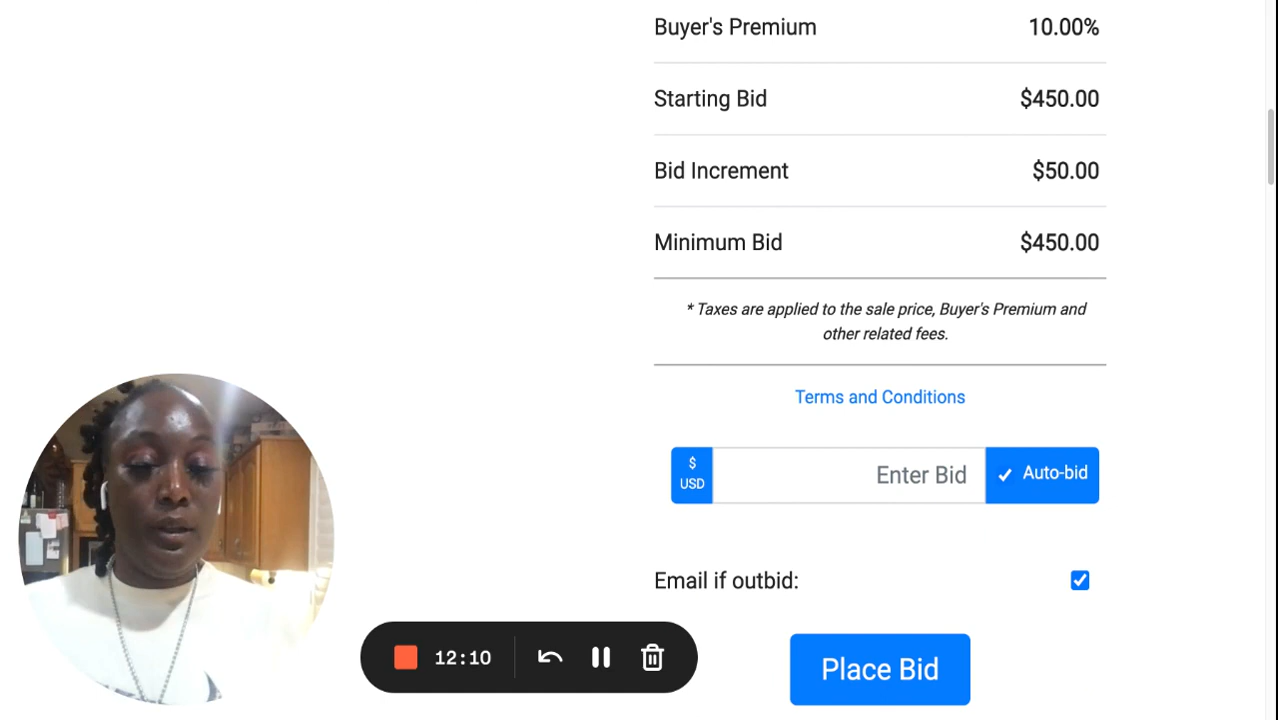 Buyer's Premium 10.00%
Starting Bid $450.00
Bid Increment $50.00
Minimum Bid $450.00
* Taxes are applied to the sale price, Buyer's Premium and
other related fees.
Terms and Conditions
$
USD
Enter Bid
Auto-bid
Email if outbid:
12:10
Place Bid